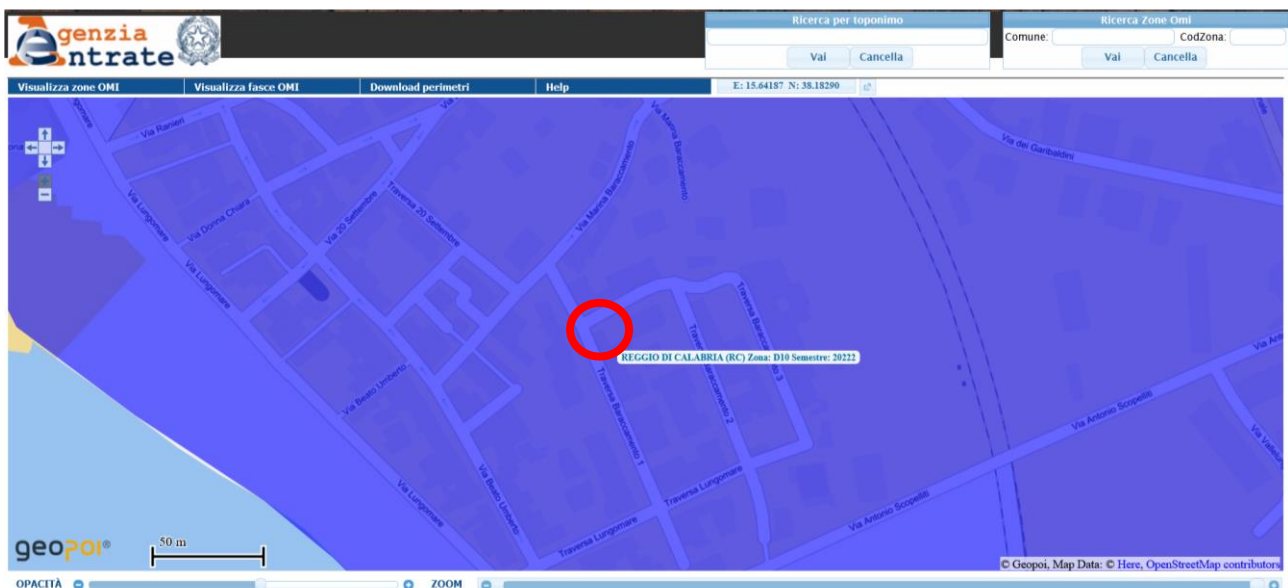 Agenzia
Entrate
Ricerca per toponimo
Vai Cancella
Ricerca Zone Omi
Comune: CodZona:
Vai Cancella
Visualizza zone OMI Visualizza fasce OMI Download perimetri Help E: 15.64187 N: 38.18290
Via Lungomare
Via Ranieri
Via Marina Baraccamento
Via dei Garibaldini
Traversa 20 Settembre
Via Donna Chiara
Via 20 Settembre
Via Marina Baraccamento
Via Lungomare
Via Lungomare
Traversa Baraccamento 3
REGGIO DI CALABRIA (RC) Zona: D10 Semestre: 20222
Traversa Baraccamento 2
Traversa Baraccamento 1
Via Beato Umberto
Via Antonio Scopelliti
Via Beato Umberto
Via Lungomare
Traversa Lungomare
Via Antonio Scopelliti
Traversa Lungomare
geopoi®
50 m
© Geopoi, Map Data: © Here, OpenStreetMap contributors
OPACITÀ ZOOM